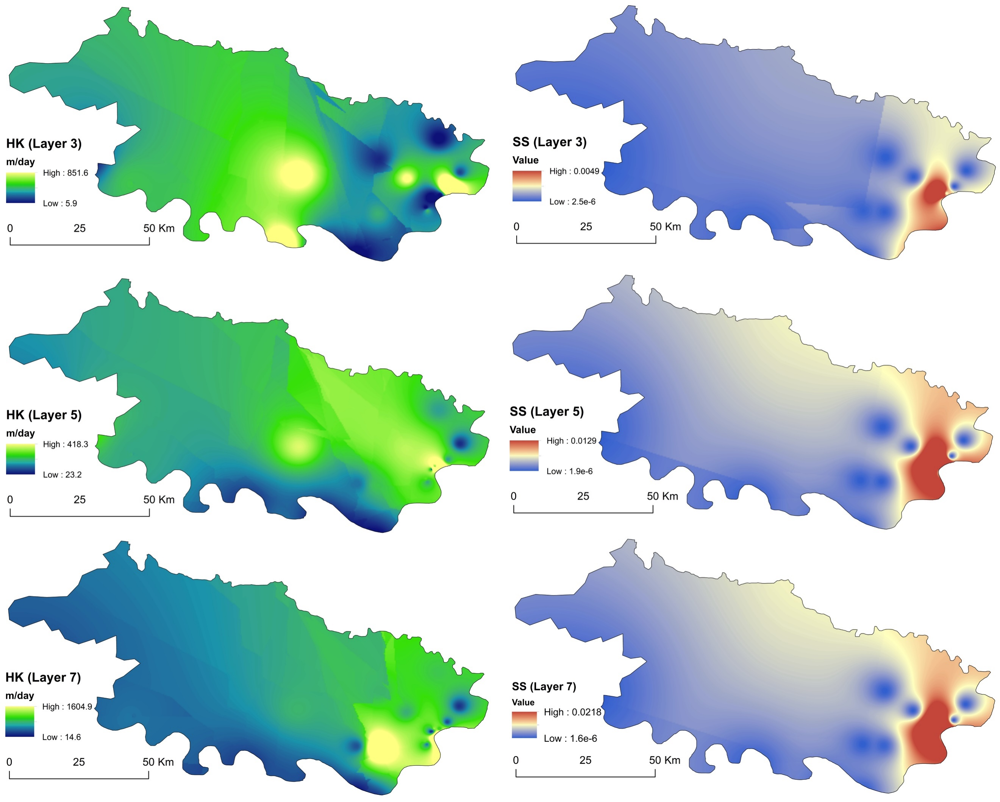 HK (Layer 3)
m/day
High : 851.6
Low : 5.9
0 25 50 Km
SS (Layer 3)
Value
High : 0.0049
Low : 2.5e-6
0 25 50 Km
HK (Layer 5)
m/day
High : 418.3
Low : 23.2
0 25 50 Km
SS (Layer 5)
Value
High : 0.0129
Low : 1.9e-6
0 25 50 Km
HK (Layer 7)
m/day
High : 1604.9
Low : 14.6
0 25 50 Km
SS (Layer 7)
Value
High : 0.0218
Low : 1.6e-6
0 25 50 Km